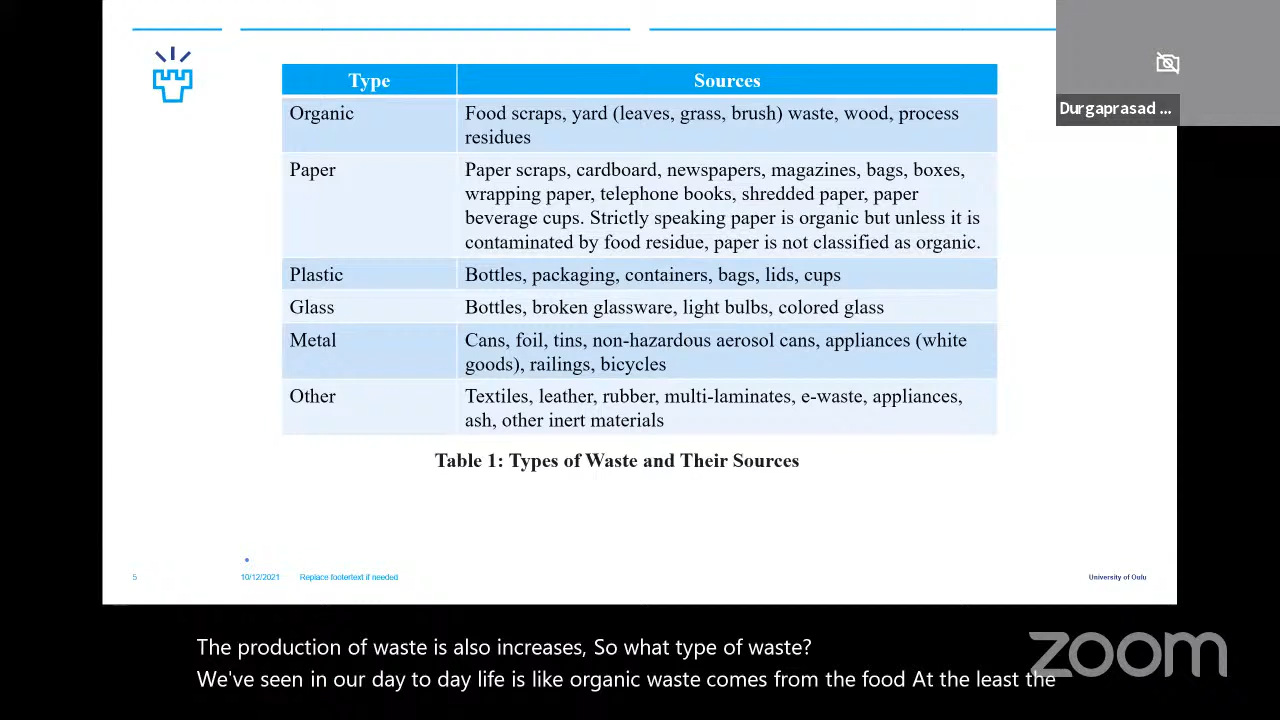 Durgaprasad ...
Type Sources
Organic Food scraps, yard (leaves, grass, brush) waste, wood, process
residues
Paper Paper scraps, cardboard, newspapers, magazines, bags, boxes,
wrapping paper, telephone books, shredded paper, paper
beverage cups. Strictly speaking paper is organic but unless it is
contaminated by food residue, paper is not classified as organic.
Plastic Bottles, packaging, containers, bags, lids, cups
Glass Bottles, broken glassware, light bulbs, colored glass
Metal Cans, foil, tins, non-hazardous aerosol cans, appliances (white
goods), railings, bicycles
Other Textiles, leather, rubber, multi-laminates, e-waste, appliances,
ash, other inert materials
Table 1: Types of Waste and Their Sources
5 10/12/2021 Replace footertext if needed University of Oulu
The production of waste is also increases, So what type of waste?
We've seen in our day to day life is like organic waste comes from the food At the least the
zoom